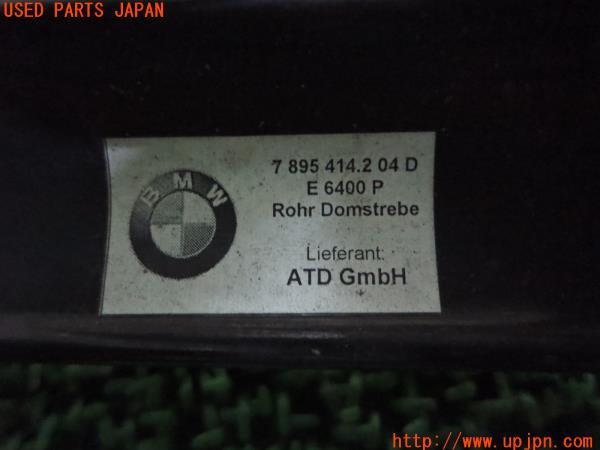 USED PARTS JAPAN
BMW
7 895 414.2 04 D
E 6400 P
Rohr Domstrebe
Lieferant:
ATD GmbH
http://www.upjpn.com/